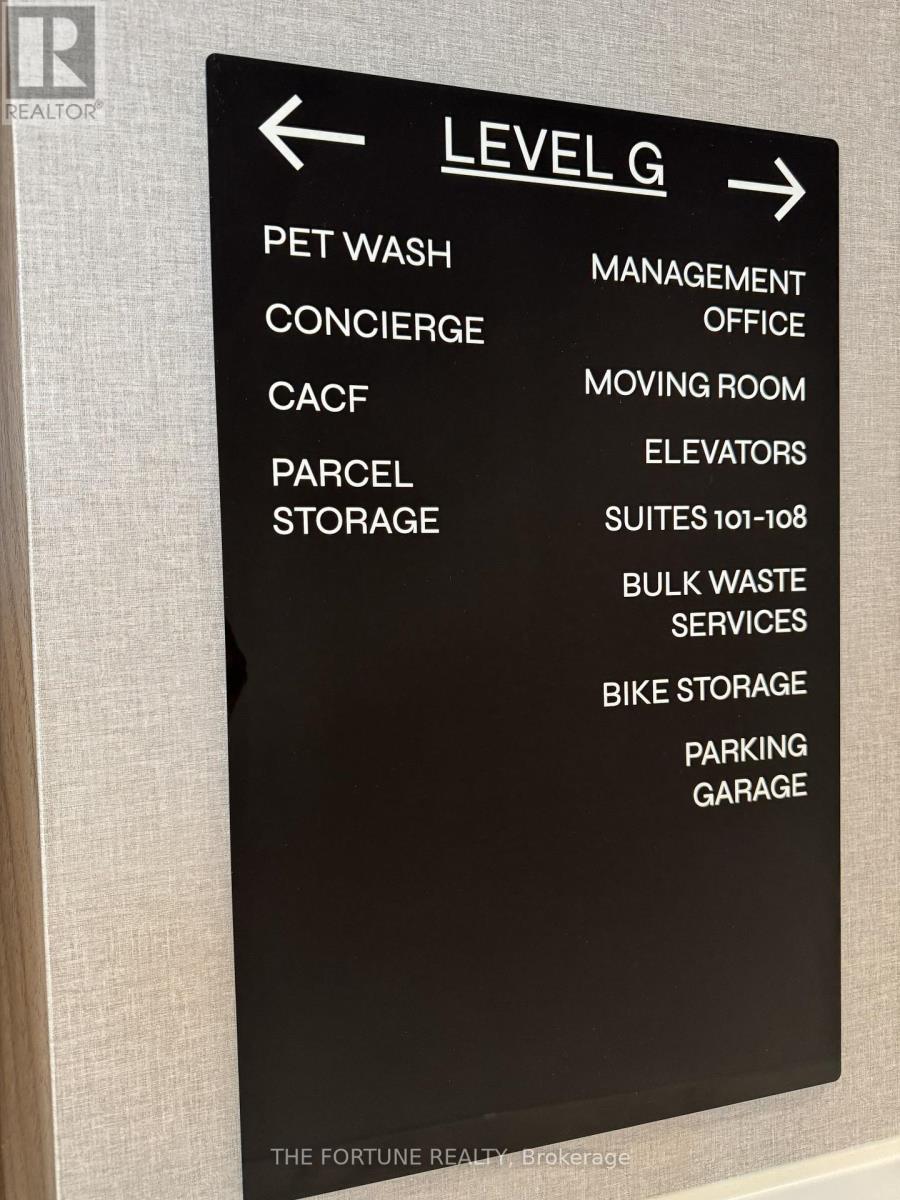 REALTOR®
LEVEL G
PET WASH
CONCIERGE
CACF
PARCEL
STORAGE
MANAGEMENT
OFFICE
MOVING ROOM
ELEVATORS
SUITES 101-108
BULK WASTE
SERVICES
BIKE STORAGE
PARKING
GARAGE
THE FORTUNE REALTY, Brokerage